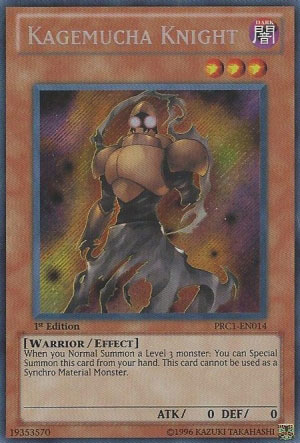 KAGEMUCHA KNIGHT
DARK
闇
1st Edition
PRC1-EN014
[WARRIOR / EFFECT]
When you Normal Summon a Level 3 monster: You can Special
Summon this card from your hand. This card cannot be used as a
Synchro Material Monster.
ATK/ 0 DEF/ 0
19353570
©1996 KAZUKI TAKAHASHI